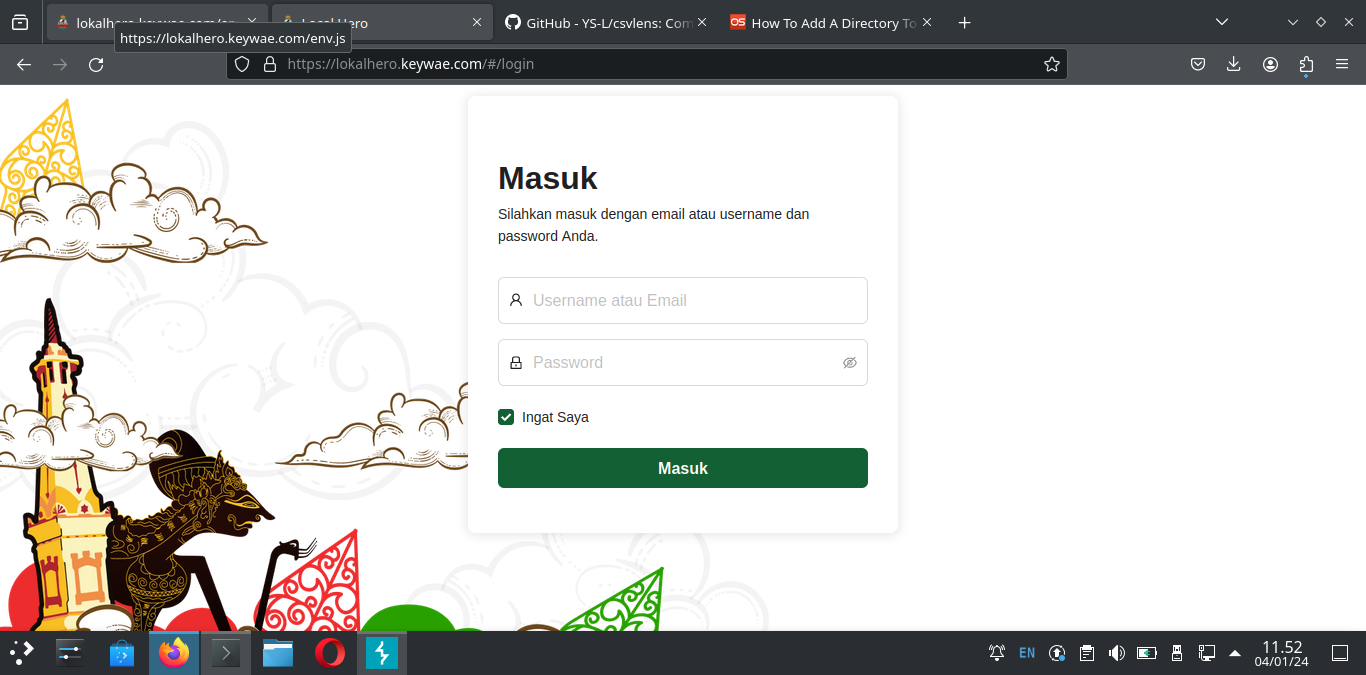 lokalhero.keywae.com/en
Local Hero
GitHub - YS-L/csvlens: Com
How To Add A Directory To
https://lokalhero.keywae.com/env.js
https://lokalhero.keywae.com/#/login
Masuk
Silahkan masuk dengan email atau username dan
password Anda.
Username atau Email
Password
Ingat Saya
Masuk
EN
11.52
04/01/24